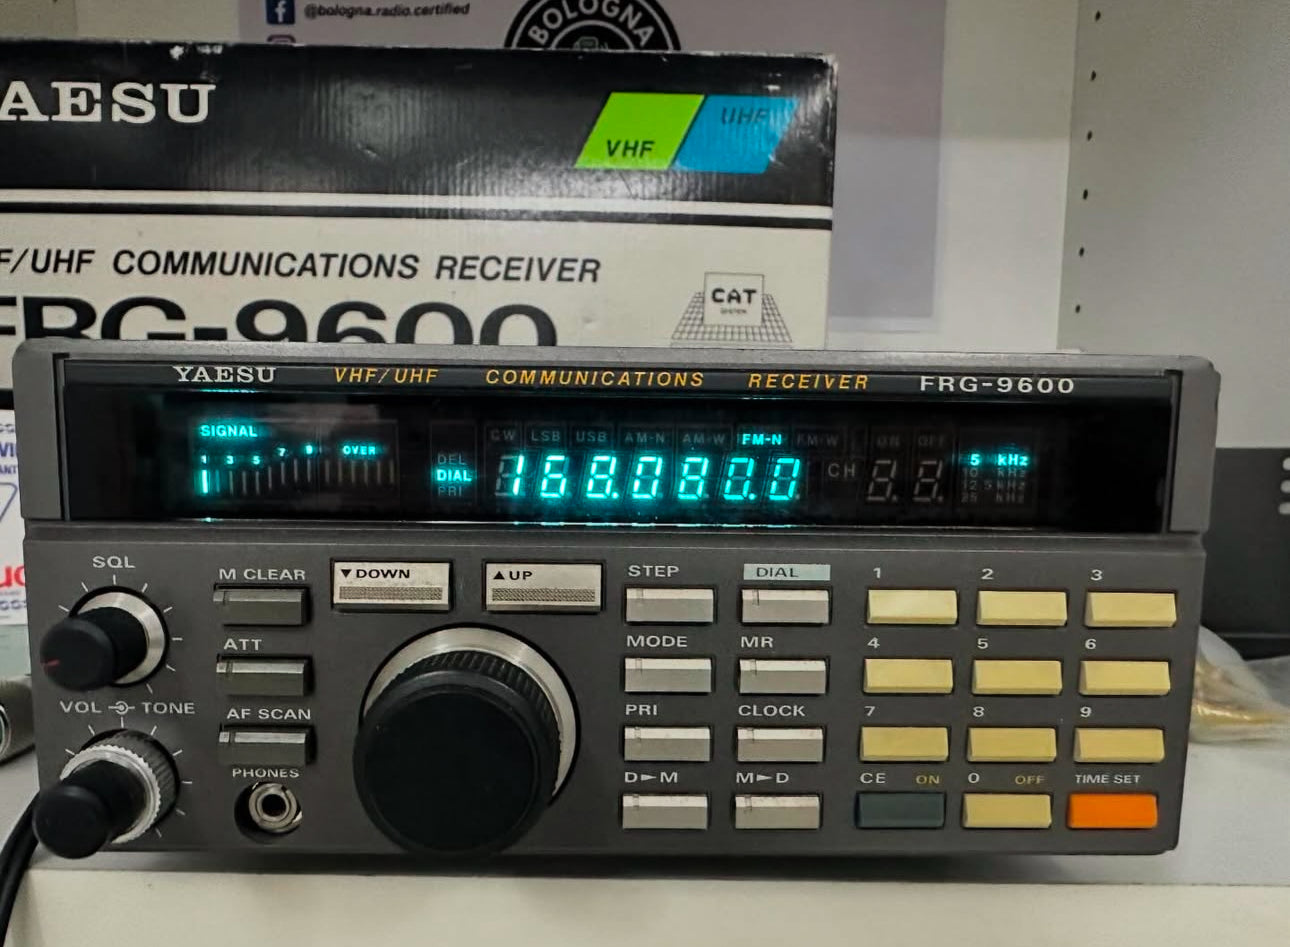 @bologna.radio.certified
BOLOGNA
YAESU
VHF UHF
F/UHF COMMUNICATIONS RECEIVER
FRG-9600
CAT
SYSTEM
YAESU VHF/UHF COMMUNICATIONS RECEIVER FRG-9600
SIGNAL
1 3 5 7 9 OVER
DEL
DIAL
PRI
CW LSB USB AM-N AM-W FM-N FM-W
168.080.0
CH
ON OFF
5 kHz
10 kHz
12.5 kHz
25 kHz
SQL
M CLEAR
▼DOWN
▲UP
STEP
DIAL
1 2 3
ATT
MODE
MR
4 5 6
VOL TONE
AF SCAN
PRI
CLOCK
7 8 9
PHONES
D►M
M►D
CE ON
0 OFF
TIME SET